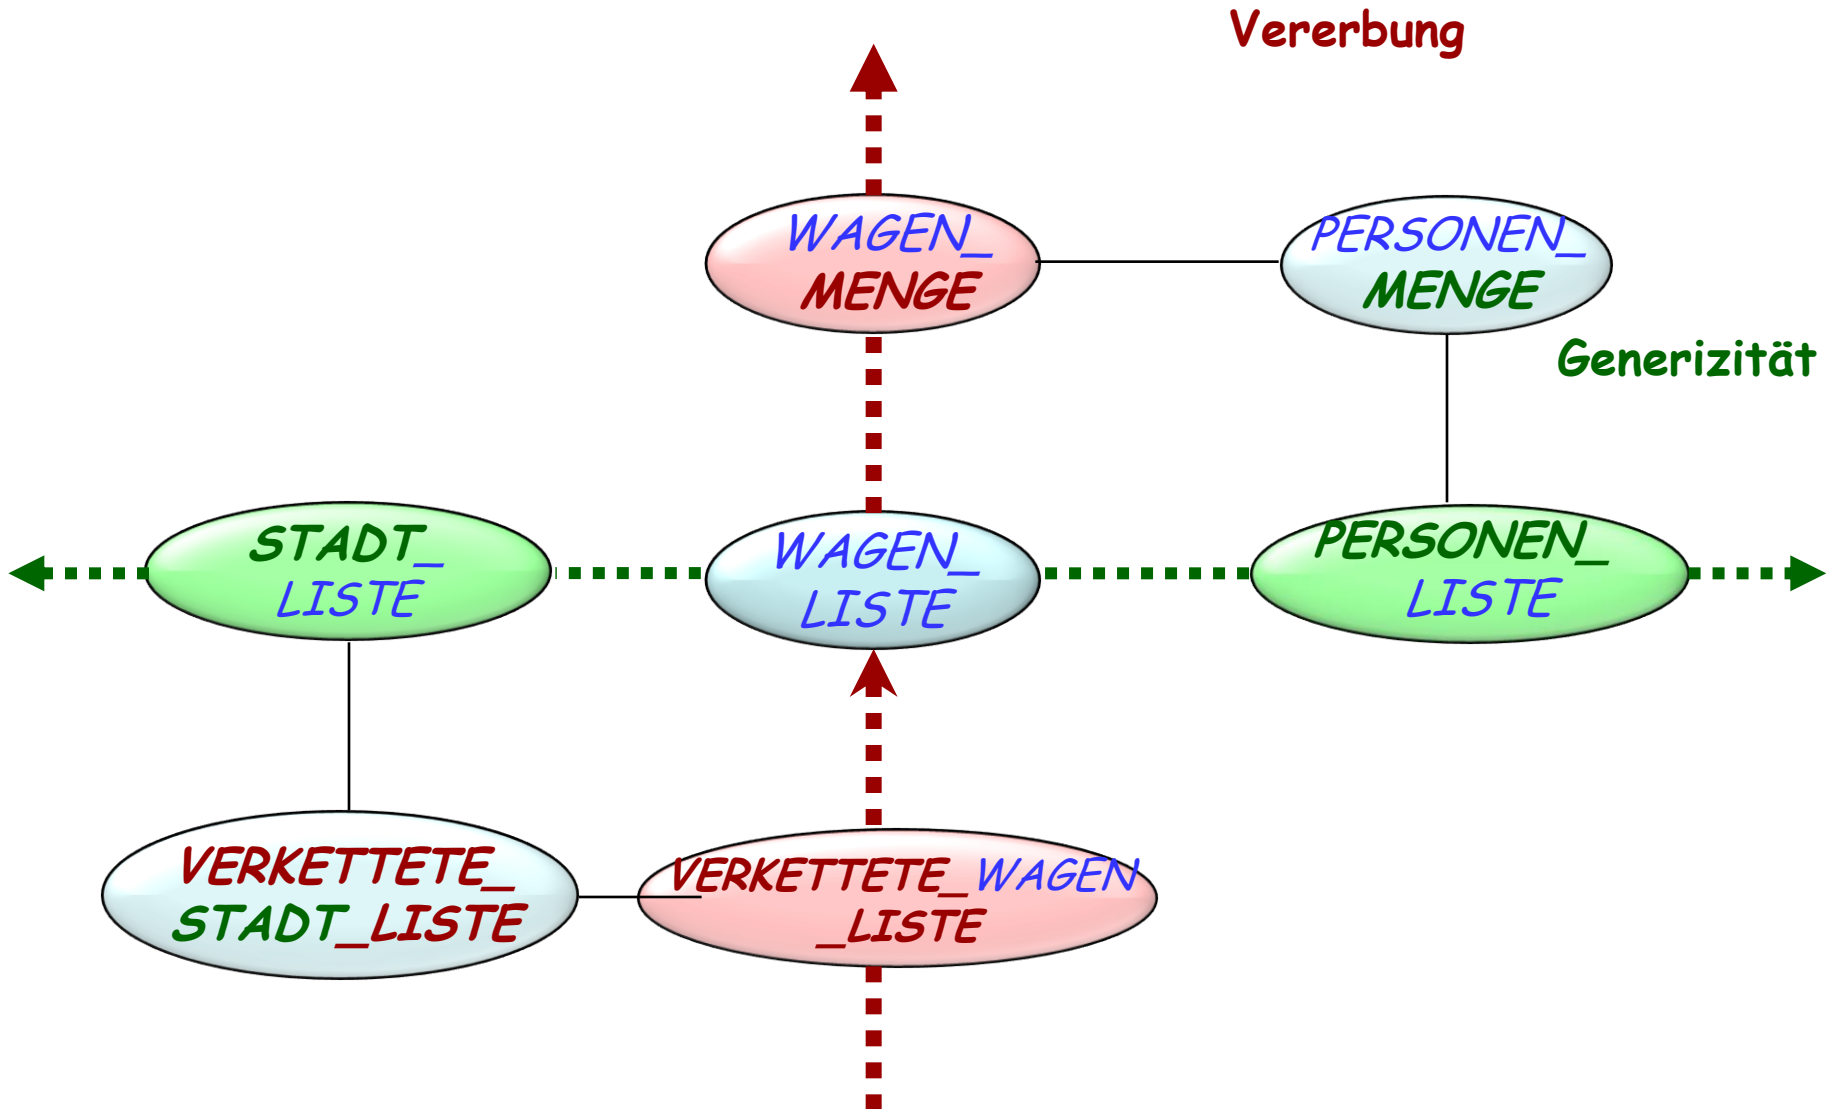 Vererbung
WAGEN_
MENGE
PERSONEN_
MENGE
Generizität
STADT_
LISTE
WAGEN_
LISTE
PERSONEN_
LISTE
VERKETTETE_
STADT_LISTE
VERKETTETE_WAGEN
_LISTE